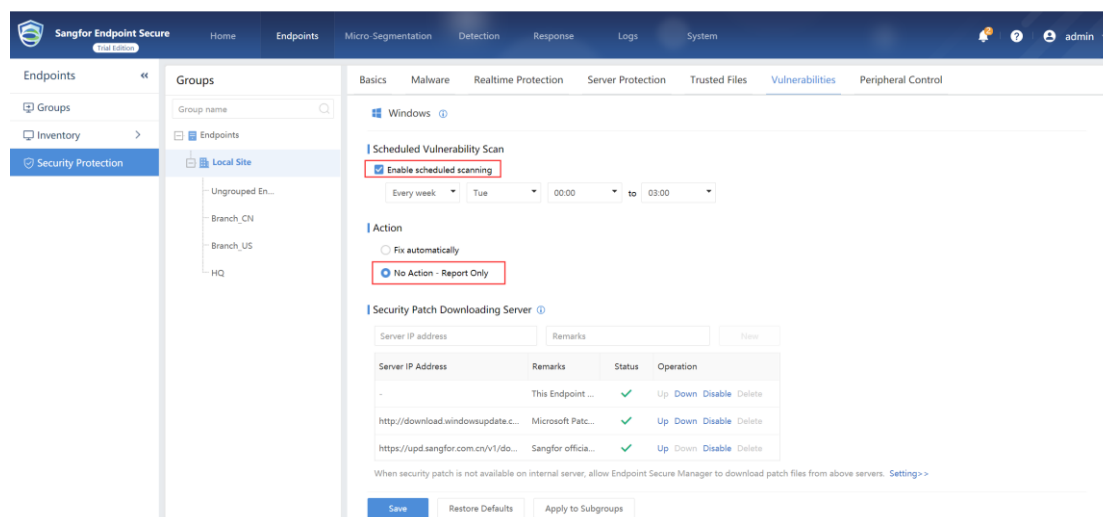 Sangfor Endpoint Secure
Trial Edition
Home Endpoints Micro-Segmentation Detection Response Logs System
2 ? admin
Endpoints «
Groups
Inventory >
Security Protection
Groups
Group name
Endpoints
Local Site
Ungrouped En...
Branch_CN
Branch_US
HQ
Basics Malware Realtime Protection Server Protection Trusted Files Vulnerabilities Peripheral Control
Windows
Scheduled Vulnerability Scan
Enable scheduled scanning
Every week Tue 00:00 to 03:00
Action
Fix automatically
No Action - Report Only
Security Patch Downloading Server
Server IP address Remarks New
Server IP Address Remarks Status Operation
- This Endpoint ... Up Down Disable Delete
http://download.windowsupdate.c... Microsoft Patc... Up Down Disable Delete
https://upd.sangfor.com.cn/v1/do... Sangfor officia... Up Down Disable Delete
When security patch is not available on internal server, allow Endpoint Secure Manager to download patch files from above servers. Setting>>
Save Restore Defaults Apply to Subgroups